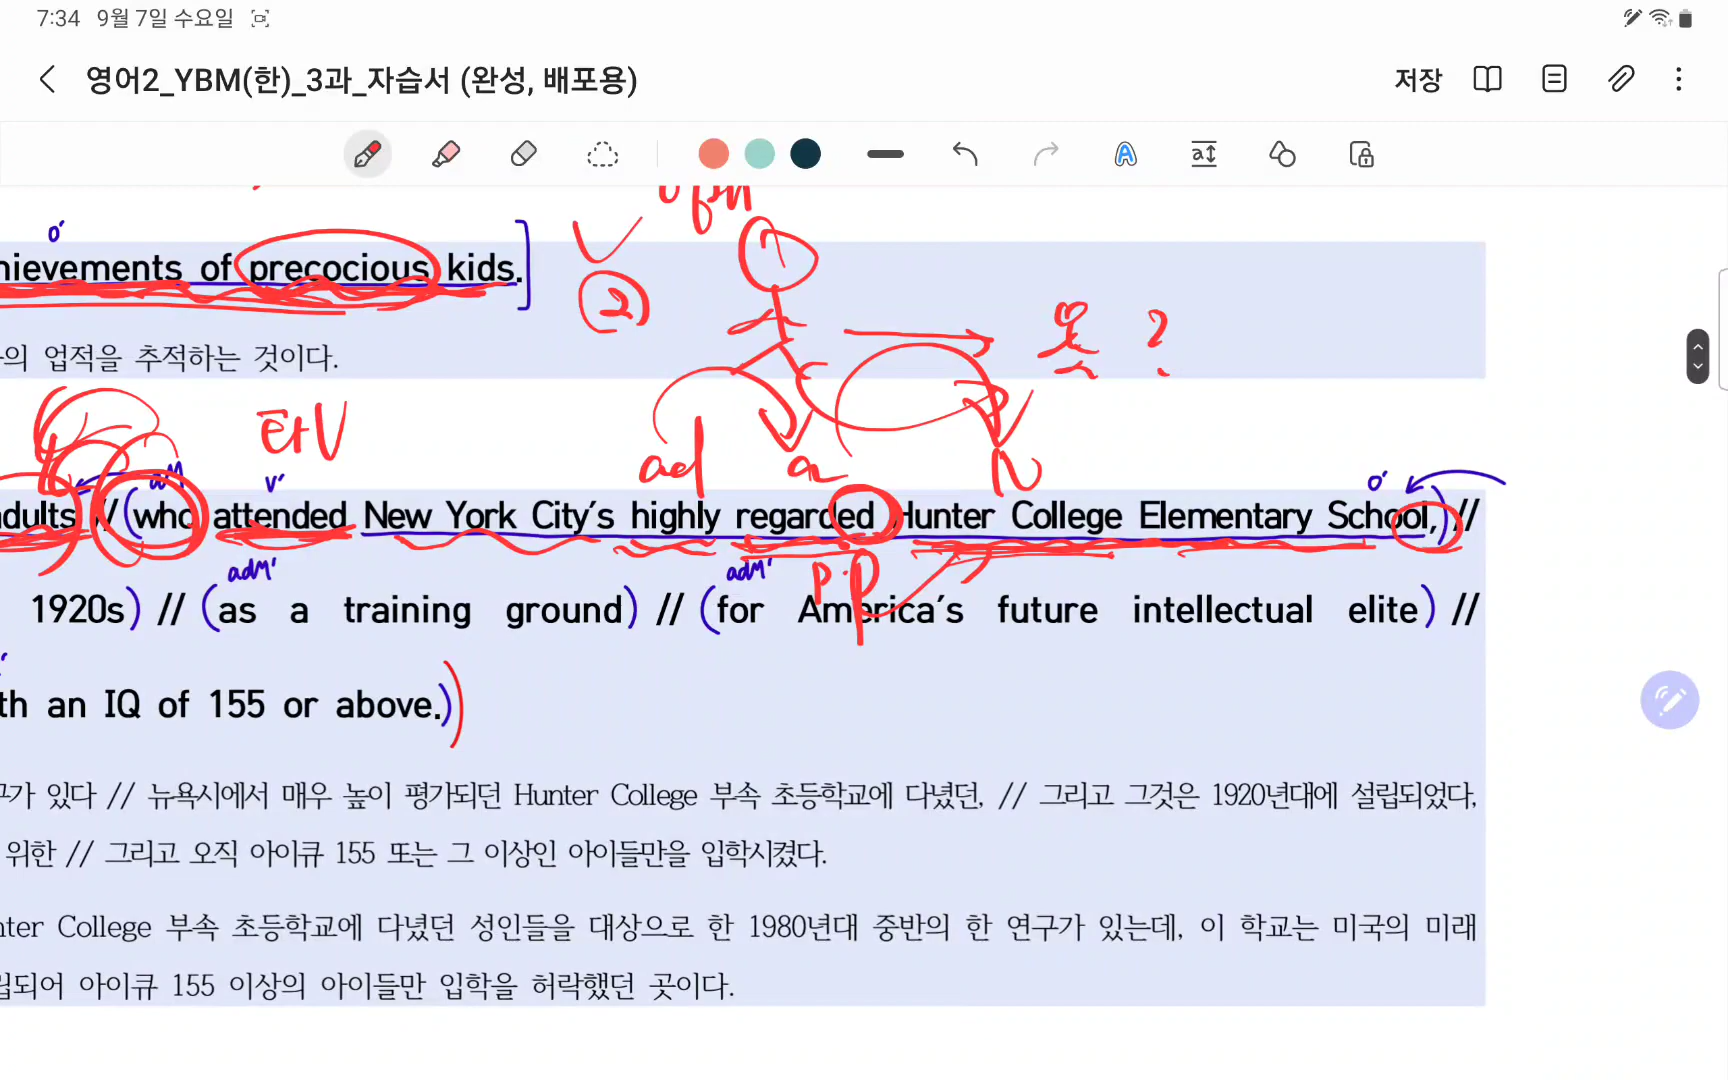 7:34 9월 7일 수요일
영어2_YBM(한)_3과_자습서 (완성, 배포용)
저장
o'
hievements of precocious kids.]
② ①
의 업적을 추적하는 것이다.
타V
ad a N
v' o'
dults //(who attended New York City's highly regarded Hunter College Elementary School,) //
adM' adM' p.p
1920s) // (as a training ground) // (for America's future intellectual elite) //
th an IQ of 155 or above.))
가 있다 // 뉴욕시에서 매우 높이 평가되던 Hunter College 부속 초등학교에 다녔던, // 그리고 그것은 1920년대에 설립되었다,
위한 // 그리고 오직 아이큐 155 또는 그 이상인 아이들만을 입학시켰다.
nter College 부속 초등학교에 다녔던 성인들을 대상으로 한 1980년대 중반의 한 연구가 있는데, 이 학교는 미국의 미래
립되어 아이큐 155 이상의 아이들만 입학을 허락했던 곳이다.